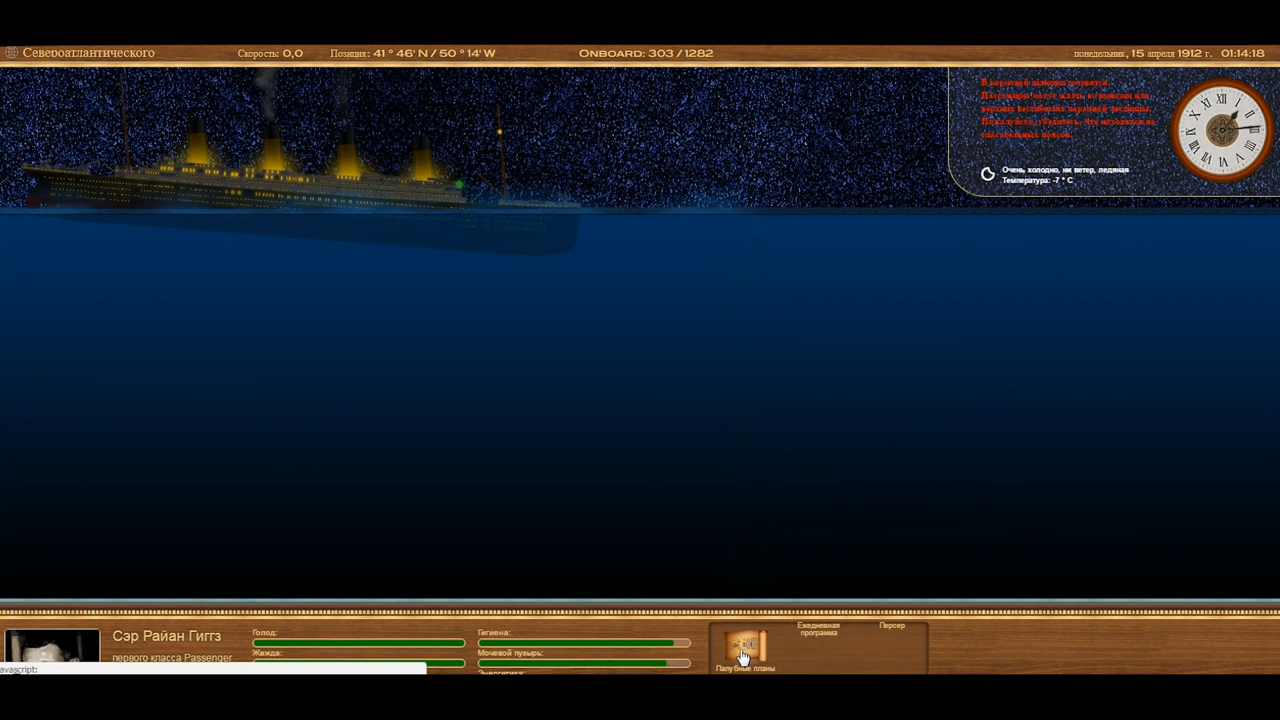 Североатлантического
Скорость: 0,0
Позиция: 41 ° 46' N / 50 ° 14' W
ONBOARD: 303 / 1282
понедельник, 15 апреля 1912 г. 01:14:18
Очень холодно, ни ветер, ледяная
Температура: -7 ° C
Сэр Райан Гиггз
первого класса Passenger
Голод:
Жажда:
Гигиена:
Мочевой пузырь:
Энергетика:
Палубные планы
Ежедневная
программа
Персер
avascript: